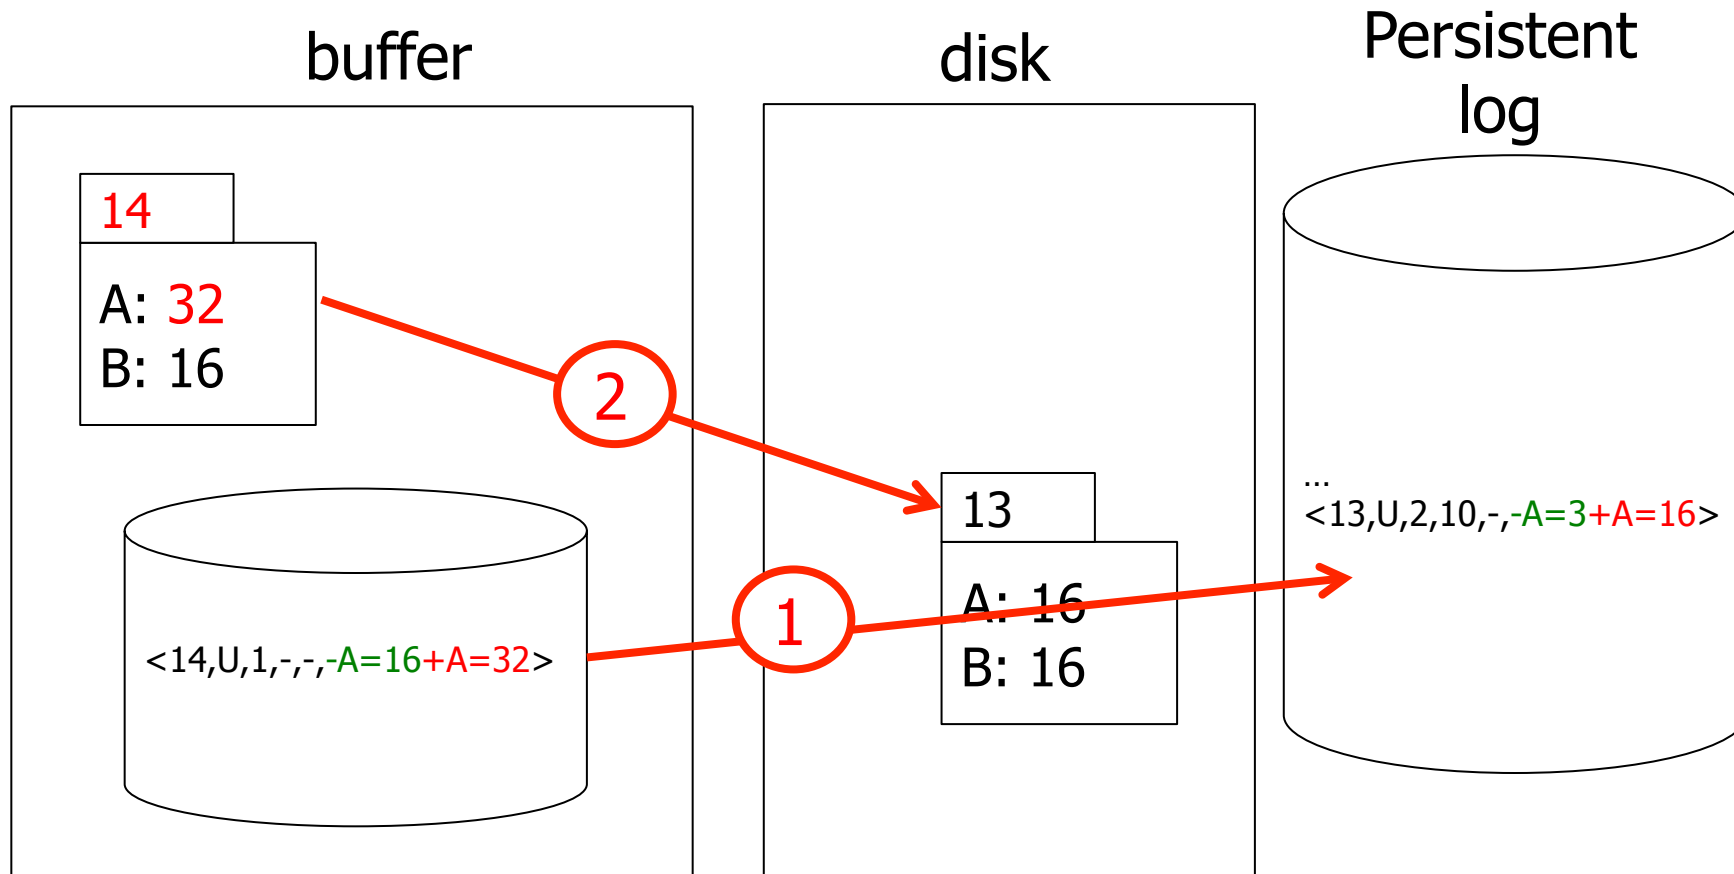 buffer
disk
Persistent
log
14
A: 32
B: 16
2
<14,U,1,-,-,-A=16+A=32>
1
13
A: 16
B: 16
...
<13,U,2,10,-,-A=3+A=16>